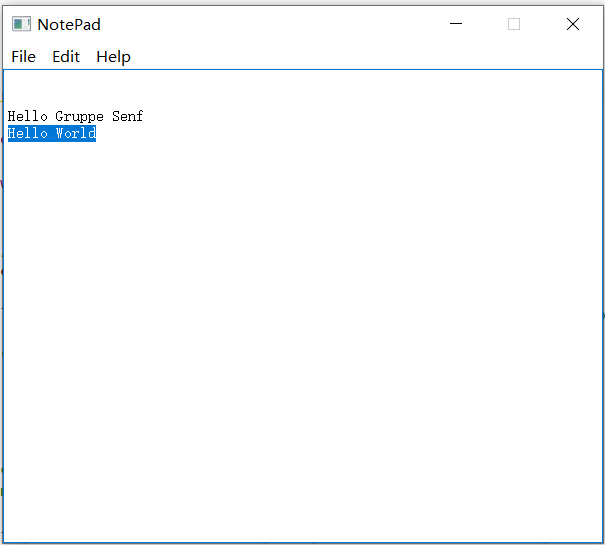 NotePad
File Edit Help
Hello Gruppe Senf
Hello World